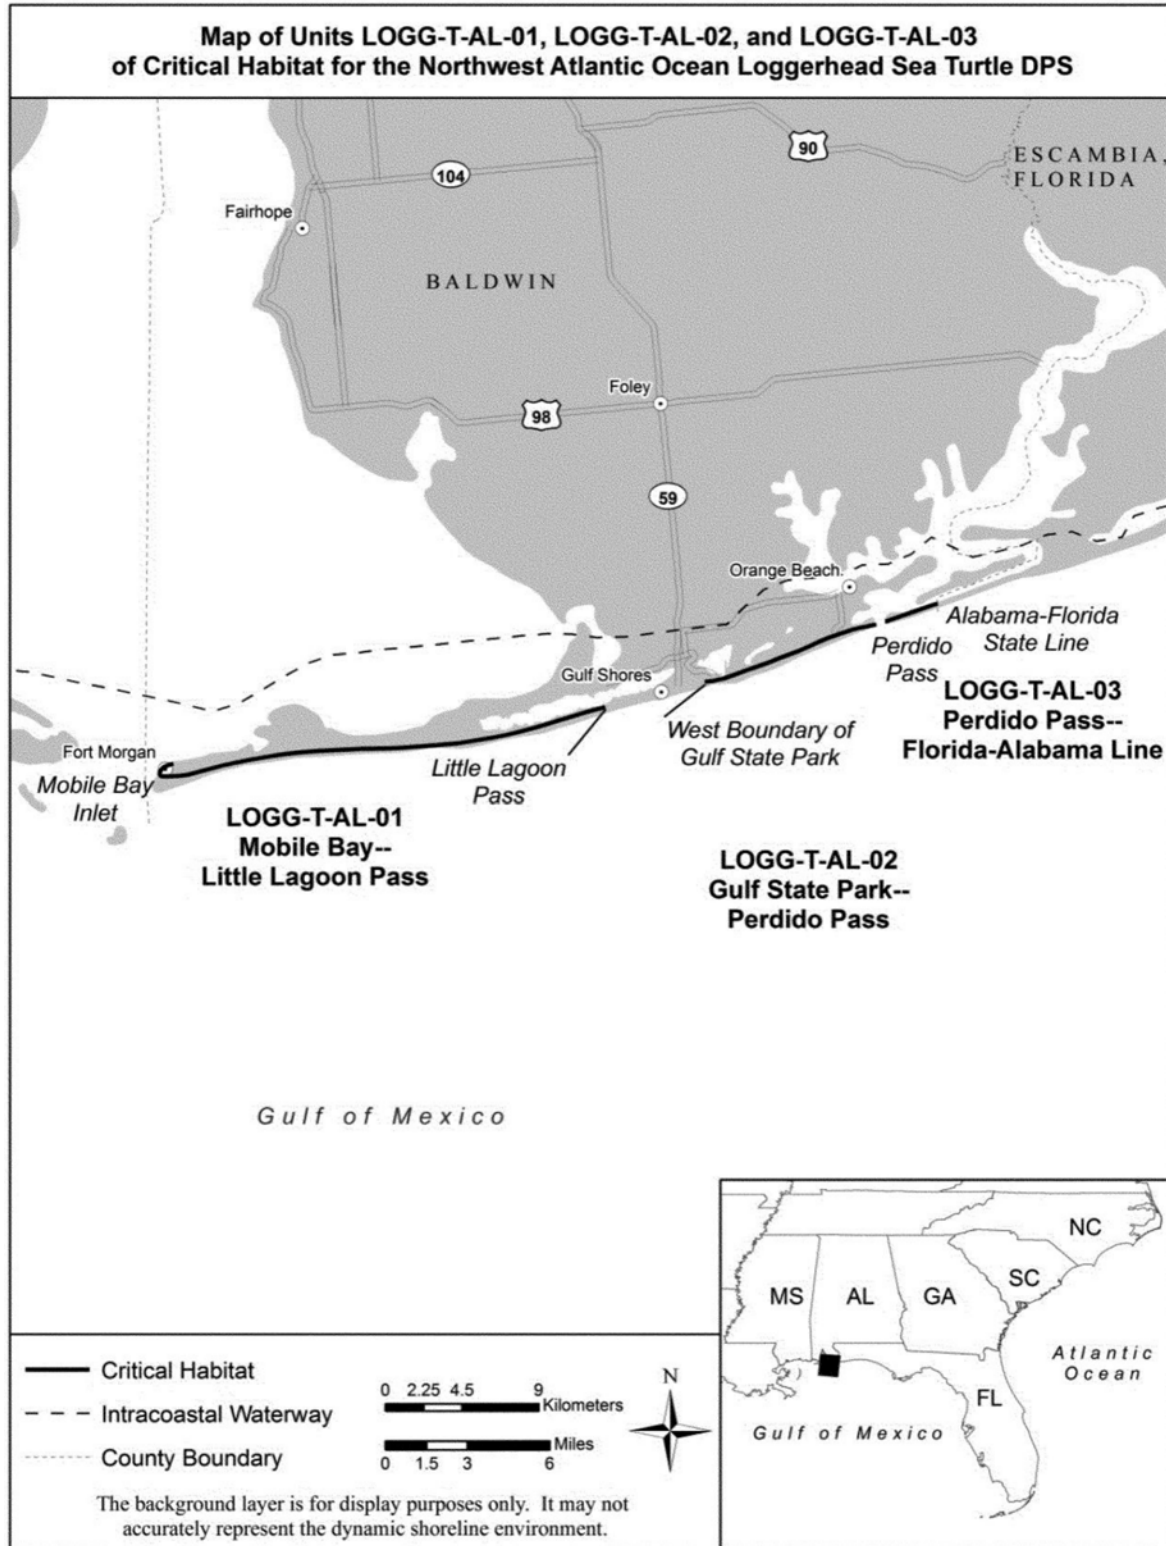 Map of Units LOGG-T-AL-01, LOGG-T-AL-02, and LOGG-T-AL-03
of Critical Habitat for the Northwest Atlantic Ocean Loggerhead Sea Turtle DPS
90
ESCAMBIA,
FLORIDA
104
Fairhope
BALDWIN
Foley
98
59
Orange Beach
Alabama-Florida
State Line
Perdido
Pass
Gulf Shores
LOGG-T-AL-03
Perdido Pass--
Florida-Alabama Line
West Boundary of
Gulf State Park
Fort Morgan
Mobile Bay
Inlet
Little Lagoon
Pass
LOGG-T-AL-01
Mobile Bay--
Little Lagoon Pass
LOGG-T-AL-02
Gulf State Park--
Perdido Pass
Gulf of Mexico
NC
SC
MS
AL
GA
Atlantic
Ocean
FL
Gulf of Mexico
Critical Habitat
Intracoastal Waterway
County Boundary
0 2.25 4.5 9
Kilometers
Miles
0 1.5 3 6
N
The background layer is for display purposes only. It may not
accurately represent the dynamic shoreline environment.